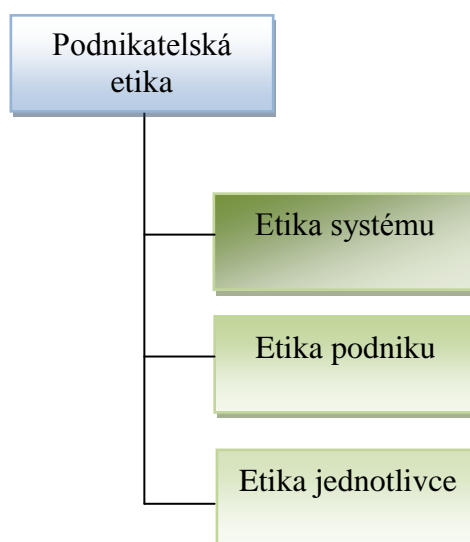 Podnikatelská
etika
Etika systému
Etika podniku
Etika jednotlivce